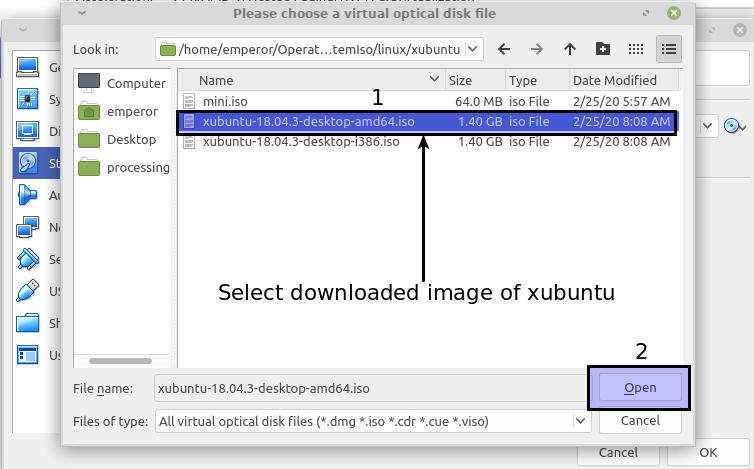 Please choose a virtual optical disk file
Look in: /home/emperor/Operat...temIso/linux/xubuntu
Name Size Type Date Modified
Computer
emperor
Desktop
processing
1
mini.iso 64.0 MB iso File 2/25/20 5:57 AM
xubuntu-18.04.3-desktop-amd64.iso 1.40 GB iso File 2/25/20 8:08 AM
xubuntu-18.04.3-desktop-i386.iso 1.40 GB iso File 2/25/20 8:08 AM
Select downloaded image of xubuntu
2
File name: xubuntu-18.04.3-desktop-amd64.iso Open
Files of type: All virtual optical disk files (*.dmg *.iso *.cdr *.cue *.viso) Cancel
Ge
Sy
Di
St
Au
Ne
Se
US
Sh
Us
Cancel OK